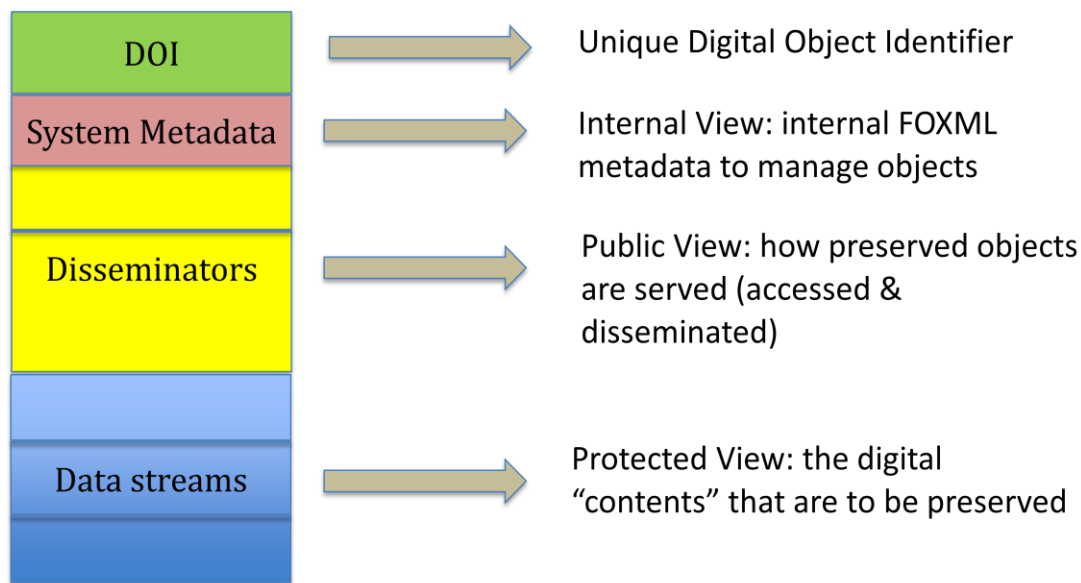 DOI
Unique Digital Object Identifier
System Metadata
Internal View: internal FOXML
metadata to manage objects
Disseminators
Public View: how preserved objects
are served (accessed &
disseminated)
Data streams
Protected View: the digital
“contents” that are to be preserved